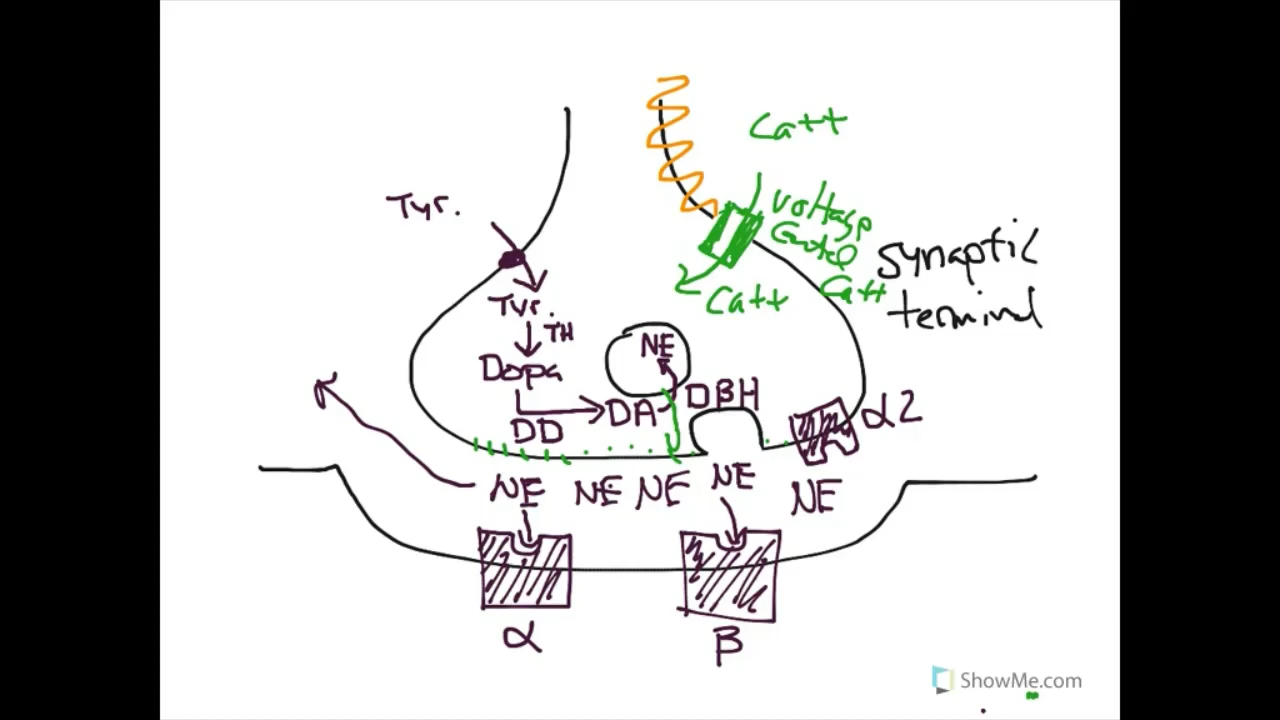 Ca++
Tyr.
voltage
Gated
Ca++
synaptic
terminal
Ca++
Tyr.
TH
Dopa
NE
DA
DBH
DD
α2
NE NE NE NE NE
α
β
ShowMe.com